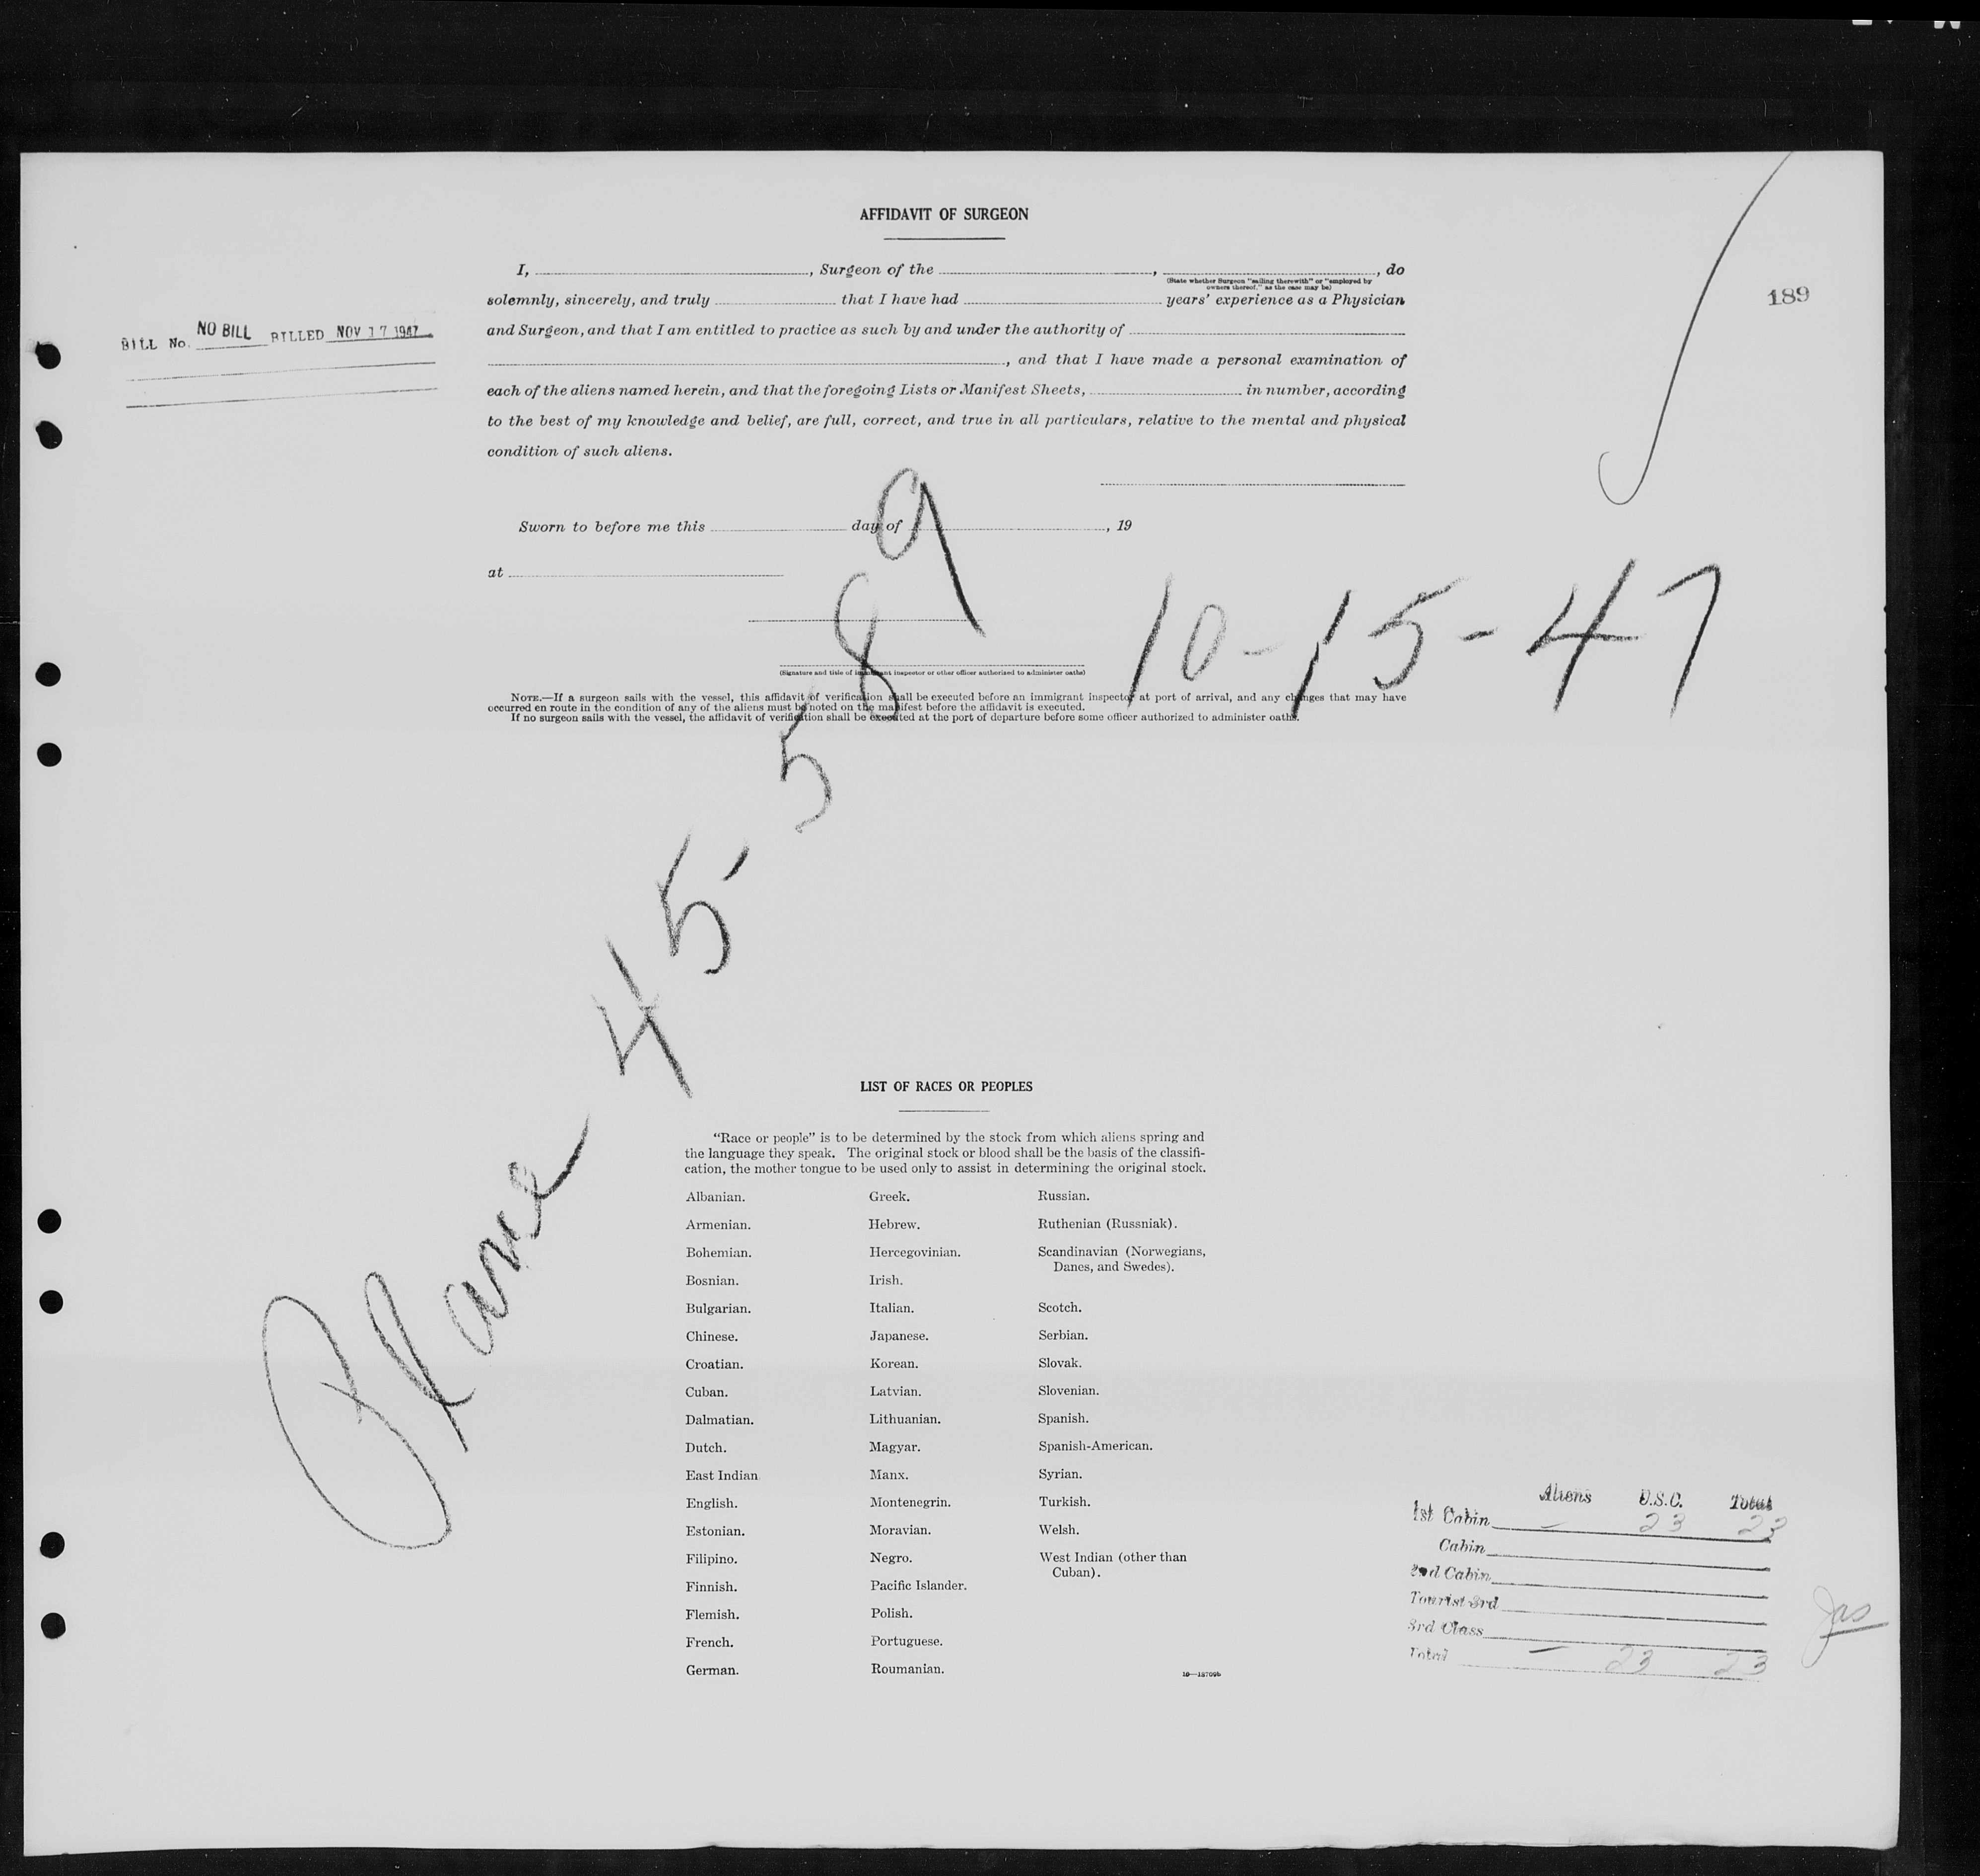 AFFIDAVIT OF SURGEON
I, , Surgeon of the , , do
(State whether Surgeon "sailing therewith" or "employed by
owners thereof," as the case may be)
solemnly, sincerely, and truly that I have had years' experience as a Physician
and Surgeon, and that I am entitled to practice as such by and under the authority of
, and that I have made a personal examination of
each of the aliens named herein, and that the foregoing Lists or Manifest Sheets, in number, according
to the best of my knowledge and belief, are full, correct, and true in all particulars, relative to the mental and physical
condition of such aliens.
189
BILL No. NO BILL BILLED NOV 17 1947
Sworn to before me this day of , 19
at
(Signature and title of immigrant inspector or other officer authorized to administer oaths)
NOTE.—If a surgeon sails with the vessel, this affidavit of verification shall be executed before an immigrant inspector at port of arrival, and any changes that may have
occurred en route in the condition of any of the aliens must be noted on the manifest before the affidavit is executed.
If no surgeon sails with the vessel, the affidavit of verification shall be executed at the port of departure before some officer authorized to administer oaths.
10-15-47
Plane 45-589
LIST OF RACES OR PEOPLES
"Race or people" is to be determined by the stock from which aliens spring and
the language they speak. The original stock or blood shall be the basis of the classifi-
cation, the mother tongue to be used only to assist in determining the original stock.
Albanian.
Armenian.
Bohemian.
Bosnian.
Bulgarian.
Chinese.
Croatian.
Cuban.
Dalmatian.
Dutch.
East Indian
English.
Estonian.
Filipino.
Finnish.
Flemish.
French.
German.
Greek.
Hebrew.
Hercegovinian.
Irish.
Italian.
Japanese.
Korean.
Latvian.
Lithuanian.
Magyar.
Manx.
Montenegrin.
Moravian.
Negro.
Pacific Islander.
Polish.
Portuguese.
Roumanian.
Russian.
Ruthenian (Russniak).
Scandinavian (Norwegians,
Danes, and Swedes).
Scotch.
Serbian.
Slovak.
Slovenian.
Spanish.
Spanish-American.
Syrian.
Turkish.
Welsh.
West Indian (other than
Cuban).
Aliens U.S.C. Total
1st Cabin — 23 23
Cabin
2nd Cabin
Tourist 3rd
3rd Class
Total — 23 23